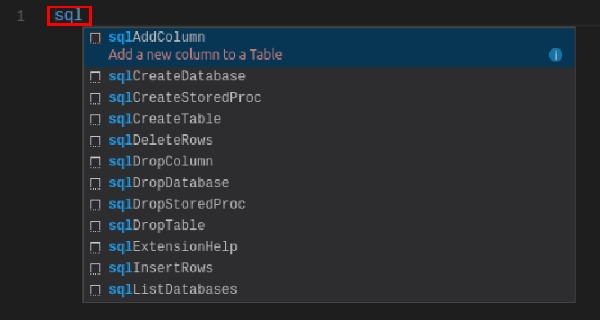 1 sql
sqlAddColumn
Add a new column to a Table
sqlCreateDatabase
sqlCreateStoredProc
sqlCreateTable
sqlDeleteRows
sqlDropColumn
sqlDropDatabase
sqlDropStoredProc
sqlDropTable
sqlExtensionHelp
sqlInsertRows
sqlListDatabases